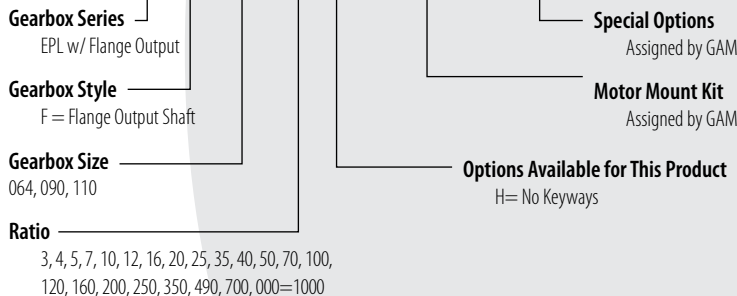 Gearbox Series
EPL w/ Flange Output
Gearbox Style
F = Flange Output Shaft
Gearbox Size
064, 090, 110
Ratio
3, 4, 5, 7, 10, 12, 16, 20, 25, 35, 40, 50, 70, 100,
120, 160, 200, 250, 350, 490, 700, 000=1000
Special Options
Assigned by GAM
Motor Mount Kit
Assigned by GAM
Options Available for This Product
H= No Keyways